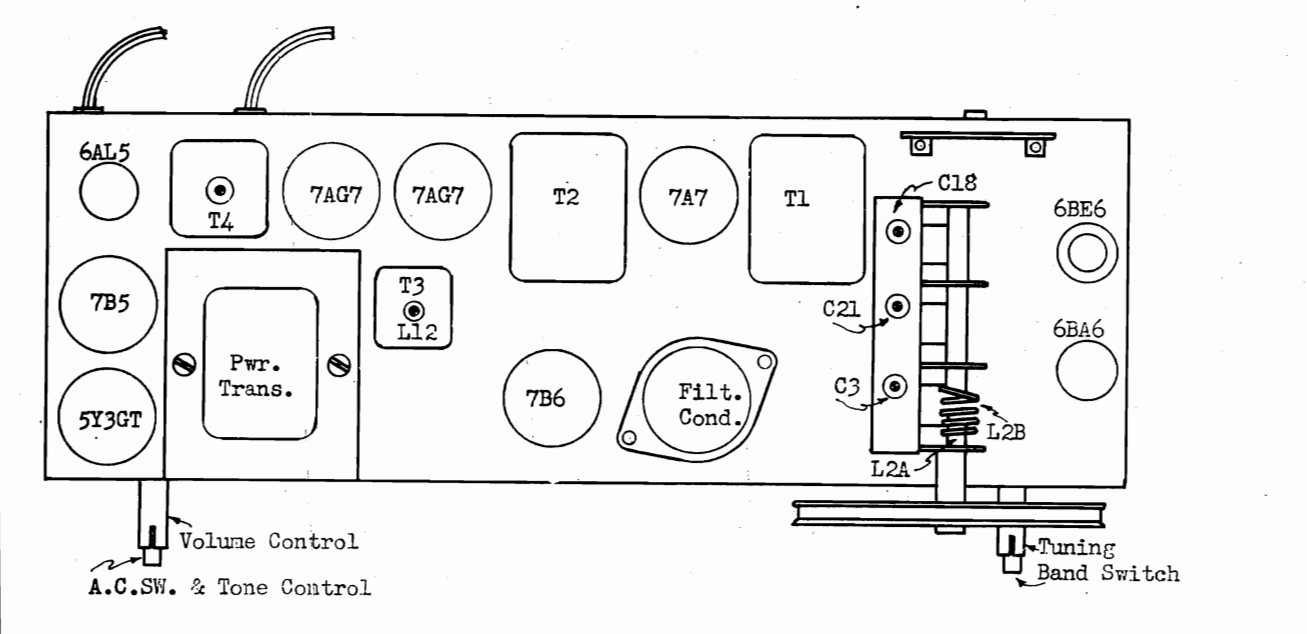 6AL5
T4
7AG7
7AG7
T2
7A7
T1
C18
6BE6
7B5
T3
L12
C21
6BA6
Pwr.
Trans.
5Y3GT
7B6
Filt.
Cond.
C3
L2B
L2A
Volume Control
A.C.SW. & Tone Control
Tuning
Band Switch